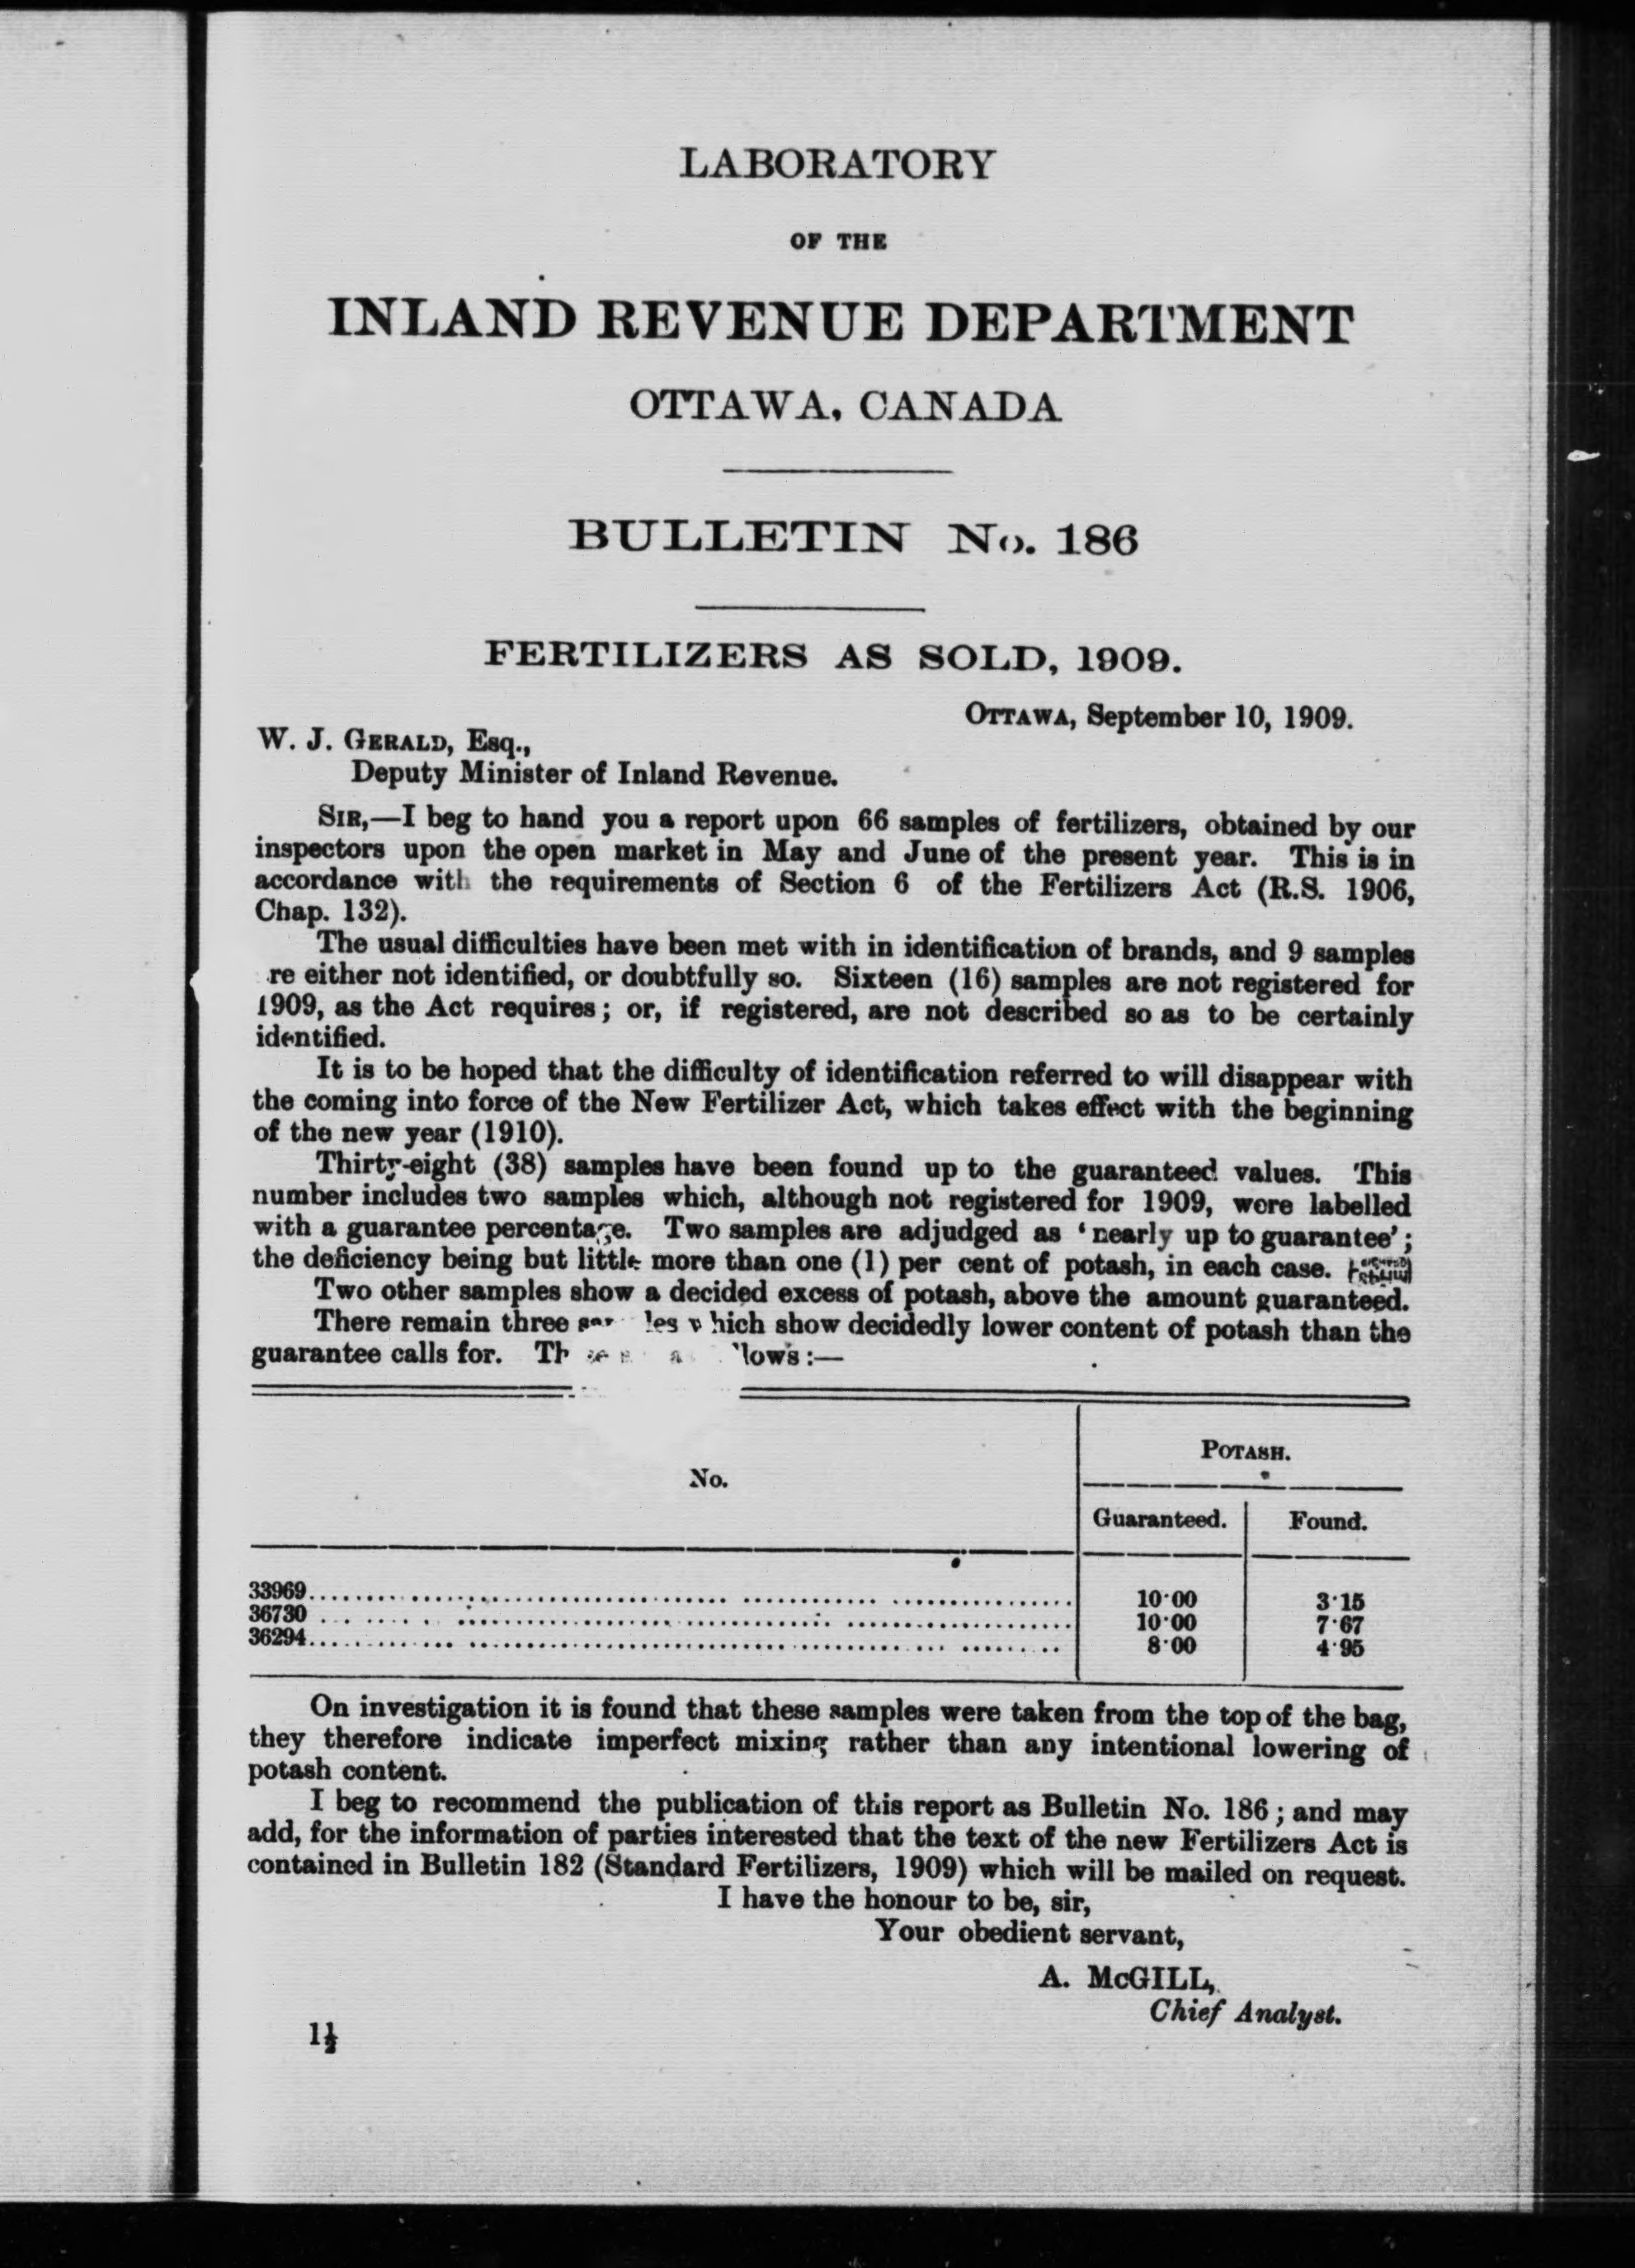 LABORATORY
OF THE
INLAND REVENUE DEPARTMENT
OTTAWA, CANADA
BULLETIN No. 186
FERTILIZERS AS SOLD, 1909.
OTTAWA, September 10, 1909.
W. J. GERALD, Esq.,
Deputy Minister of Inland Revenue.
SIR,—I beg to hand you a report upon 66 samples of fertilizers, obtained by our
inspectors upon the open market in May and June of the present year. This is in
accordance with the requirements of Section 6 of the Fertilizers Act (R.S. 1906,
Chap. 132).
The usual difficulties have been met with in identification of brands, and 9 samples
re either not identified, or doubtfully so. Sixteen (16) samples are not registered for
1909, as the Act requires; or, if registered, are not described so as to be certainly
identified.
It is to be hoped that the difficulty of identification referred to will disappear with
the coming into force of the New Fertilizer Act, which takes effect with the beginning
of the new year (1910).
Thirty-eight (38) samples have been found up to the guaranteed values. This
number includes two samples which, although not registered for 1909, were labelled
with a guarantee percentage. Two samples are adjudged as 'nearly up to guarantee';
the deficiency being but little more than one (1) per cent of potash, in each case.
Two other samples show a decided excess of potash, above the amount guaranteed.
There remain three which show decidedly lower content of potash than the
guarantee calls for.
No.
POTASH.
Guaranteed.
Found.
33969 10·00 3·15
36730 10·00 7·67
36294 8·00 4·95
On investigation it is found that these samples were taken from the top of the bag,
they therefore indicate imperfect mixing rather than any intentional lowering of
potash content.
I beg to recommend the publication of this report as Bulletin No. 186; and may
add, for the information of parties interested that the text of the new Fertilizers Act is
contained in Bulletin 182 (Standard Fertilizers, 1909) which will be mailed on request.
I have the honour to be, sir,
Your obedient servant,
A. McGILL,
Chief Analyst.
1½